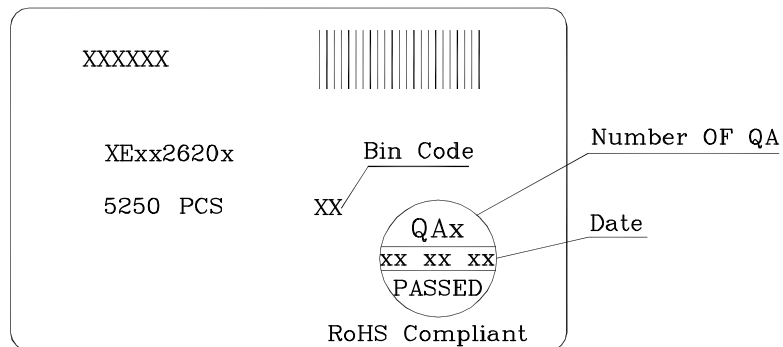 XXXXXX
XExx2620x
Bin Code
Number OF QA
5250 PCS
XX
QAx
Date
xx xx xx
PASSED
RoHS Compliant